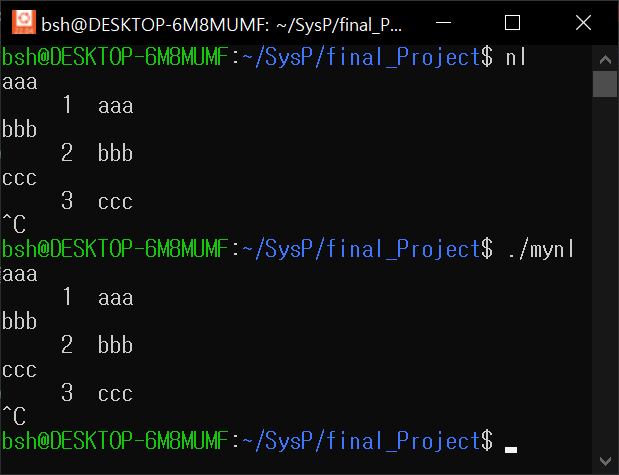 bsh@DESKTOP-6M8MUMF: ~/SysP/final_P...
bsh@DESKTOP-6M8MUMF:~/SysP/final_Project$ nl
aaa
     1  aaa
bbb
     2  bbb
ccc
     3  ccc
^C
bsh@DESKTOP-6M8MUMF:~/SysP/final_Project$ ./mynl
aaa
     1  aaa
bbb
     2  bbb
ccc
     3  ccc
^C
bsh@DESKTOP-6M8MUMF:~/SysP/final_Project$